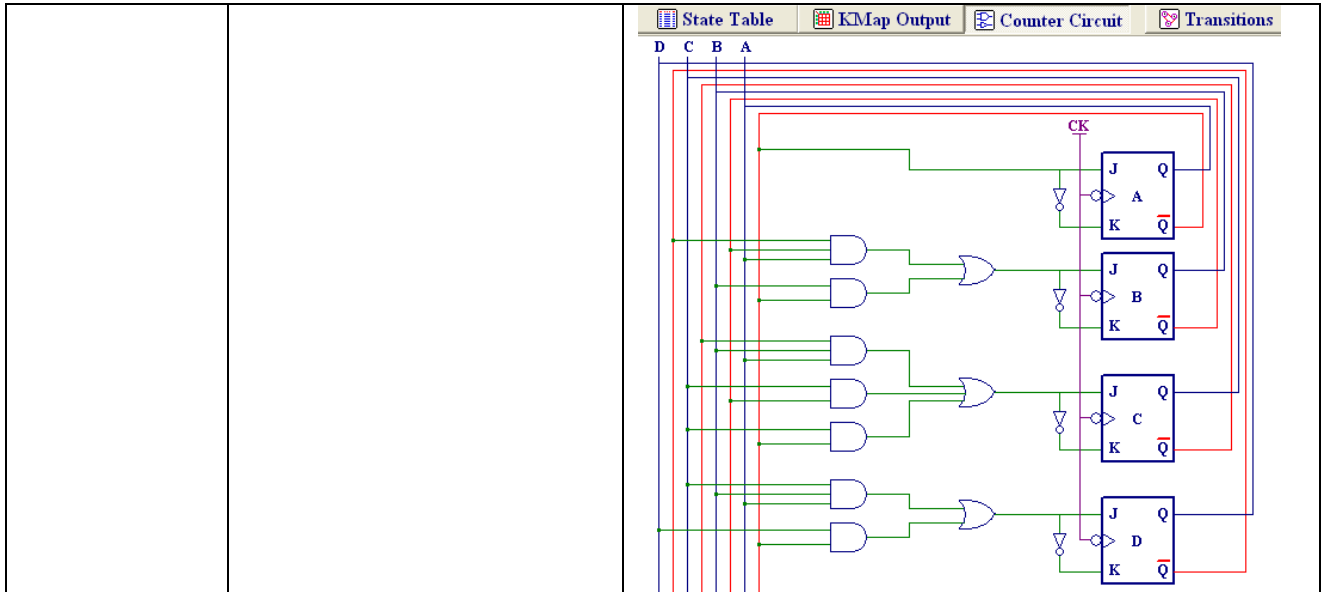 State Table KMap Output Counter Circuit Transitions
D C B A
CK
J Q
A
K Q̅
J Q
B
K Q̅
J Q
C
K Q̅
J Q
D
K Q̅